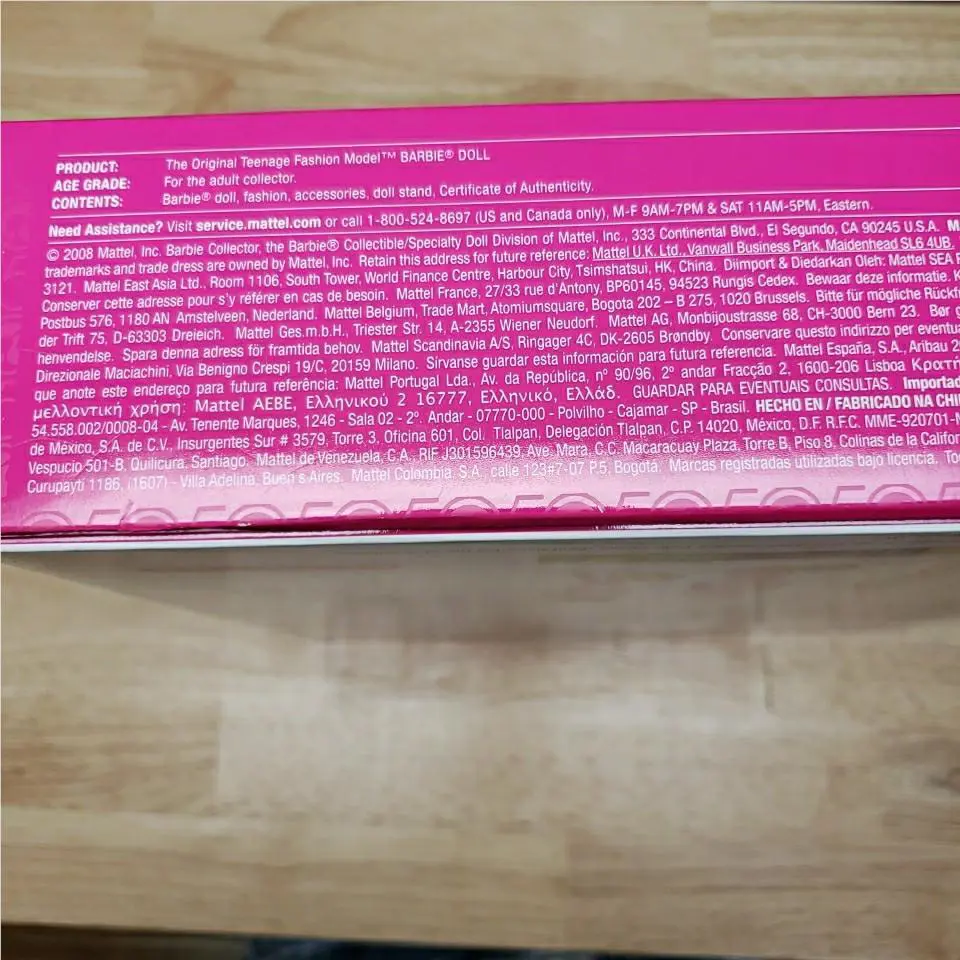 PRODUCT: The Original Teenage Fashion Model™ BARBIE® DOLL
AGE GRADE: For the adult collector.
CONTENTS: Barbie® doll, fashion, accessories, doll stand, Certificate of Authenticity.
Need Assistance? Visit service.mattel.com or call 1-800-524-8697 (US and Canada only), M-F 9AM-7PM & SAT 11AM-5PM, Eastern.
© 2008 Mattel, Inc. Barbie Collector, the Barbie® Collectible/Specialty Doll Division of Mattel, Inc., 333 Continental Blvd., El Segundo, CA 90245 U.S.A.
trademarks and trade dress are owned by Mattel, Inc. Retain this address for future reference: Mattel U.K. Ltd., Vanwall Business Park, Maidenhead SL6 4UB.
3121. Mattel East Asia Ltd., Room 1106, South Tower, World Finance Centre, Harbour City, Tsimshatsui, HK, China. Diimport & Diedarkan Oleh: Mattel SEA
Conserver cette adresse pour s'y référer en cas de besoin. Mattel France, 27/33 rue d'Antony, BP60145, 94523 Rungis Cedex. Bewaar deze informatie.
Postbus 576, 1180 AN Amstelveen, Nederland. Mattel Belgium, Trade Mart, Atomiumsquare, Bogota 202 – B 275, 1020 Brussels. Bitte für mögliche
der Trift 75, D-63303 Dreieich. Mattel Ges.m.b.H., Triester Str. 14, A-2355 Wiener Neudorf. Mattel AG, Monbijoustrasse 68, CH-3000 Bern 23. Bør
henvendelse. Spara denna adress för framtida behov. Mattel Scandinavia A/S, Ringager 4C, DK-2605 Brøndby. Conservare questo indirizzo per
Direzionale Maciachini, Via Benigno Crespi 19/C, 20159 Milano. Sírvanse guardar esta información para futura referencia. Mattel España, S.A., Aribau
que anote este endereço para futura referência: Mattel Portugal Lda., Av. da República, nº 90/96, 2º andar Fracção 2, 1600-206 Lisboa
μελλοντική χρήση: Mattel AEBE, Ελληνικού 2 16777, Ελληνικό, Ελλάδ. GUARDAR PARA EVENTUAIS CONSULTAS.
54.558.002/0008-04 - Av. Tenente Marques, 1246 - Sala 02 - 2º. Andar - 07770-000 - Polvilho - Cajamar - SP - Brasil. HECHO EN / FABRICADO NA
de México, S.A. de C.V., Insurgentes Sur # 3579, Torre 3, Oficina 601, Col. Tlalpan, Delegación Tlalpan, C.P. 14020, México, D.F. R.F.C. MME-920701-
Vespucio 501-B, Quilicura, Santiago. Mattel de Venezuela, C.A., RIF J301596439, Ave. Mara, C.C. Macaracuay Plaza, Torre B, Piso 8, Colinas de la
Curupaytí 1186, (1607) - Villa Adelina, Buenos Aires. Mattel Colombia, S.A., calle 123#7-07 P.5, Bogotá. Marcas registradas utilizadas bajo licencia.